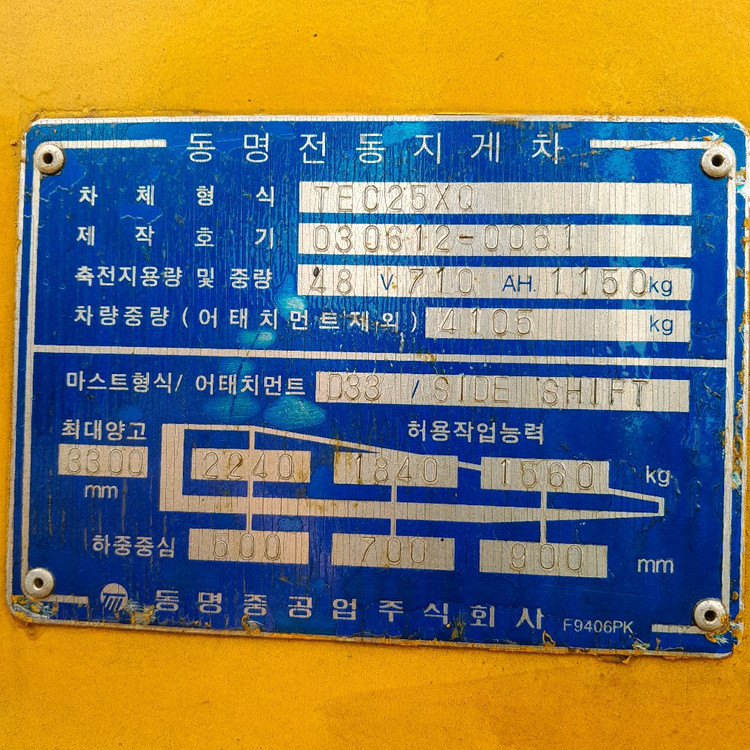 동명전동지게차
차체형식 TEC25XQ
제작호기 030612-0061
축전지용량 및 중량 48 V. 710 AH. 1150kg
차량중량(어태치먼트제외) 4105 kg
마스트형식/어태치먼트 D33 / SIDE SHIFT
최대양고 허용작업능력
3300 2240 1840 1560 kg
mm
하중중심 500 700 900 mm
동명중공업주식회사 F9406PK